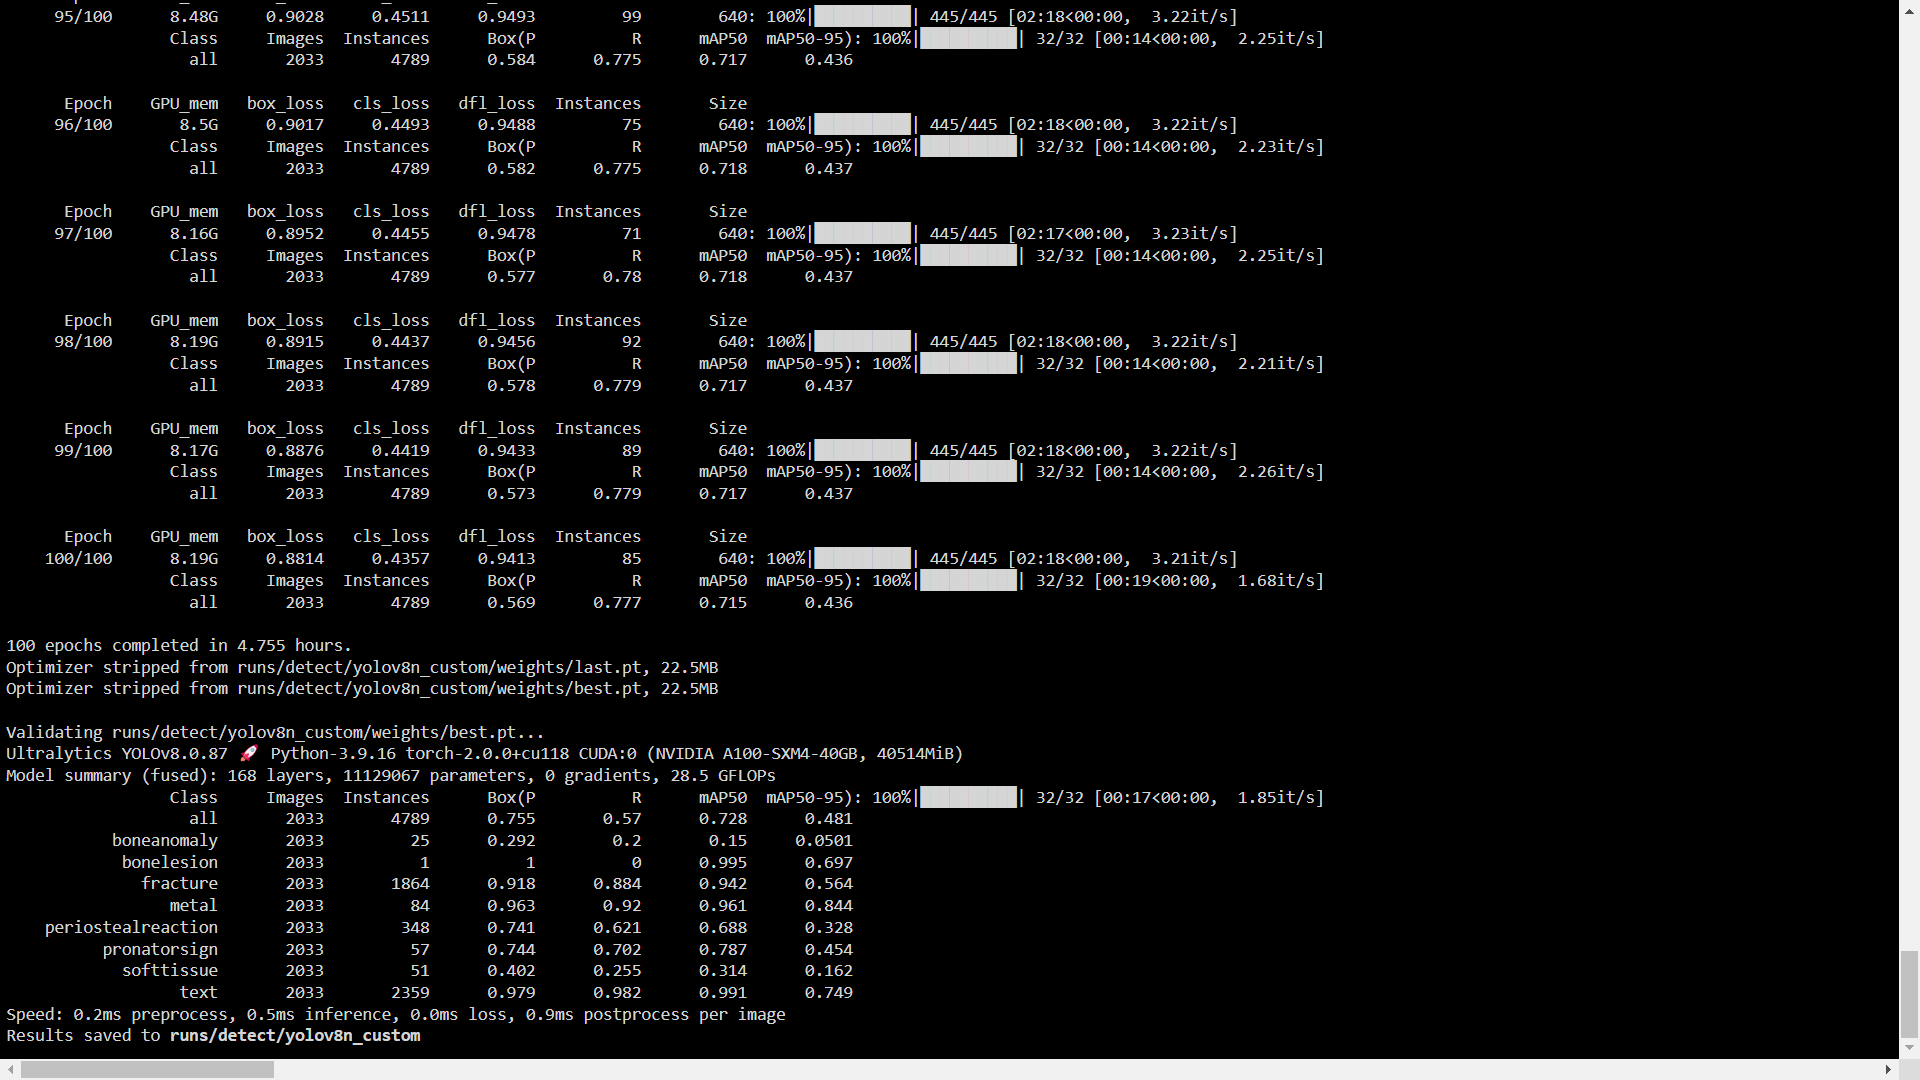 95/100 8.48G 0.9028 0.4511 0.9493 99 640: 100%|██████████| 445/445 [02:18<00:00, 3.22it/s]
Class Images Instances Box(P R mAP50 mAP50-95): 100%|██████████| 32/32 [00:14<00:00, 2.25it/s]
all 2033 4789 0.584 0.775 0.717 0.436
Epoch GPU_mem box_loss cls_loss dfl_loss Instances Size
96/100 8.5G 0.9017 0.4493 0.9488 75 640: 100%|██████████| 445/445 [02:18<00:00, 3.22it/s]
Class Images Instances Box(P R mAP50 mAP50-95): 100%|██████████| 32/32 [00:14<00:00, 2.23it/s]
all 2033 4789 0.582 0.775 0.718 0.437
Epoch GPU_mem box_loss cls_loss dfl_loss Instances Size
97/100 8.16G 0.8952 0.4455 0.9478 71 640: 100%|██████████| 445/445 [02:17<00:00, 3.23it/s]
Class Images Instances Box(P R mAP50 mAP50-95): 100%|██████████| 32/32 [00:14<00:00, 2.25it/s]
all 2033 4789 0.577 0.78 0.718 0.437
Epoch GPU_mem box_loss cls_loss dfl_loss Instances Size
98/100 8.19G 0.8915 0.4437 0.9456 92 640: 100%|██████████| 445/445 [02:18<00:00, 3.22it/s]
Class Images Instances Box(P R mAP50 mAP50-95): 100%|██████████| 32/32 [00:14<00:00, 2.21it/s]
all 2033 4789 0.578 0.779 0.717 0.437
Epoch GPU_mem box_loss cls_loss dfl_loss Instances Size
99/100 8.17G 0.8876 0.4419 0.9433 89 640: 100%|██████████| 445/445 [02:18<00:00, 3.22it/s]
Class Images Instances Box(P R mAP50 mAP50-95): 100%|██████████| 32/32 [00:14<00:00, 2.26it/s]
all 2033 4789 0.573 0.779 0.717 0.437
Epoch GPU_mem box_loss cls_loss dfl_loss Instances Size
100/100 8.19G 0.8814 0.4357 0.9413 85 640: 100%|██████████| 445/445 [02:18<00:00, 3.21it/s]
Class Images Instances Box(P R mAP50 mAP50-95): 100%|██████████| 32/32 [00:19<00:00, 1.68it/s]
all 2033 4789 0.569 0.777 0.715 0.436
100 epochs completed in 4.755 hours.
Optimizer stripped from runs/detect/yolov8n_custom/weights/last.pt, 22.5MB
Optimizer stripped from runs/detect/yolov8n_custom/weights/best.pt, 22.5MB
Validating runs/detect/yolov8n_custom/weights/best.pt...
Ultralytics YOLOv8.0.87 🚀 Python-3.9.16 torch-2.0.0+cu118 CUDA:0 (NVIDIA A100-SXM4-40GB, 40514MiB)
Model summary (fused): 168 layers, 11129067 parameters, 0 gradients, 28.5 GFLOPs
Class Images Instances Box(P R mAP50 mAP50-95): 100%|██████████| 32/32 [00:17<00:00, 1.85it/s]
all 2033 4789 0.755 0.57 0.728 0.481
boneanomaly 2033 25 0.292 0.2 0.15 0.0501
bonelesion 2033 1 1 0 0.995 0.697
fracture 2033 1864 0.918 0.884 0.942 0.564
metal 2033 84 0.963 0.92 0.961 0.844
periostealreaction 2033 348 0.741 0.621 0.688 0.328
pronatorsign 2033 57 0.744 0.702 0.787 0.454
softtissue 2033 51 0.402 0.255 0.314 0.162
text 2033 2359 0.979 0.982 0.991 0.749
Speed: 0.2ms preprocess, 0.5ms inference, 0.0ms loss, 0.9ms postprocess per image
Results saved to runs/detect/yolov8n_custom